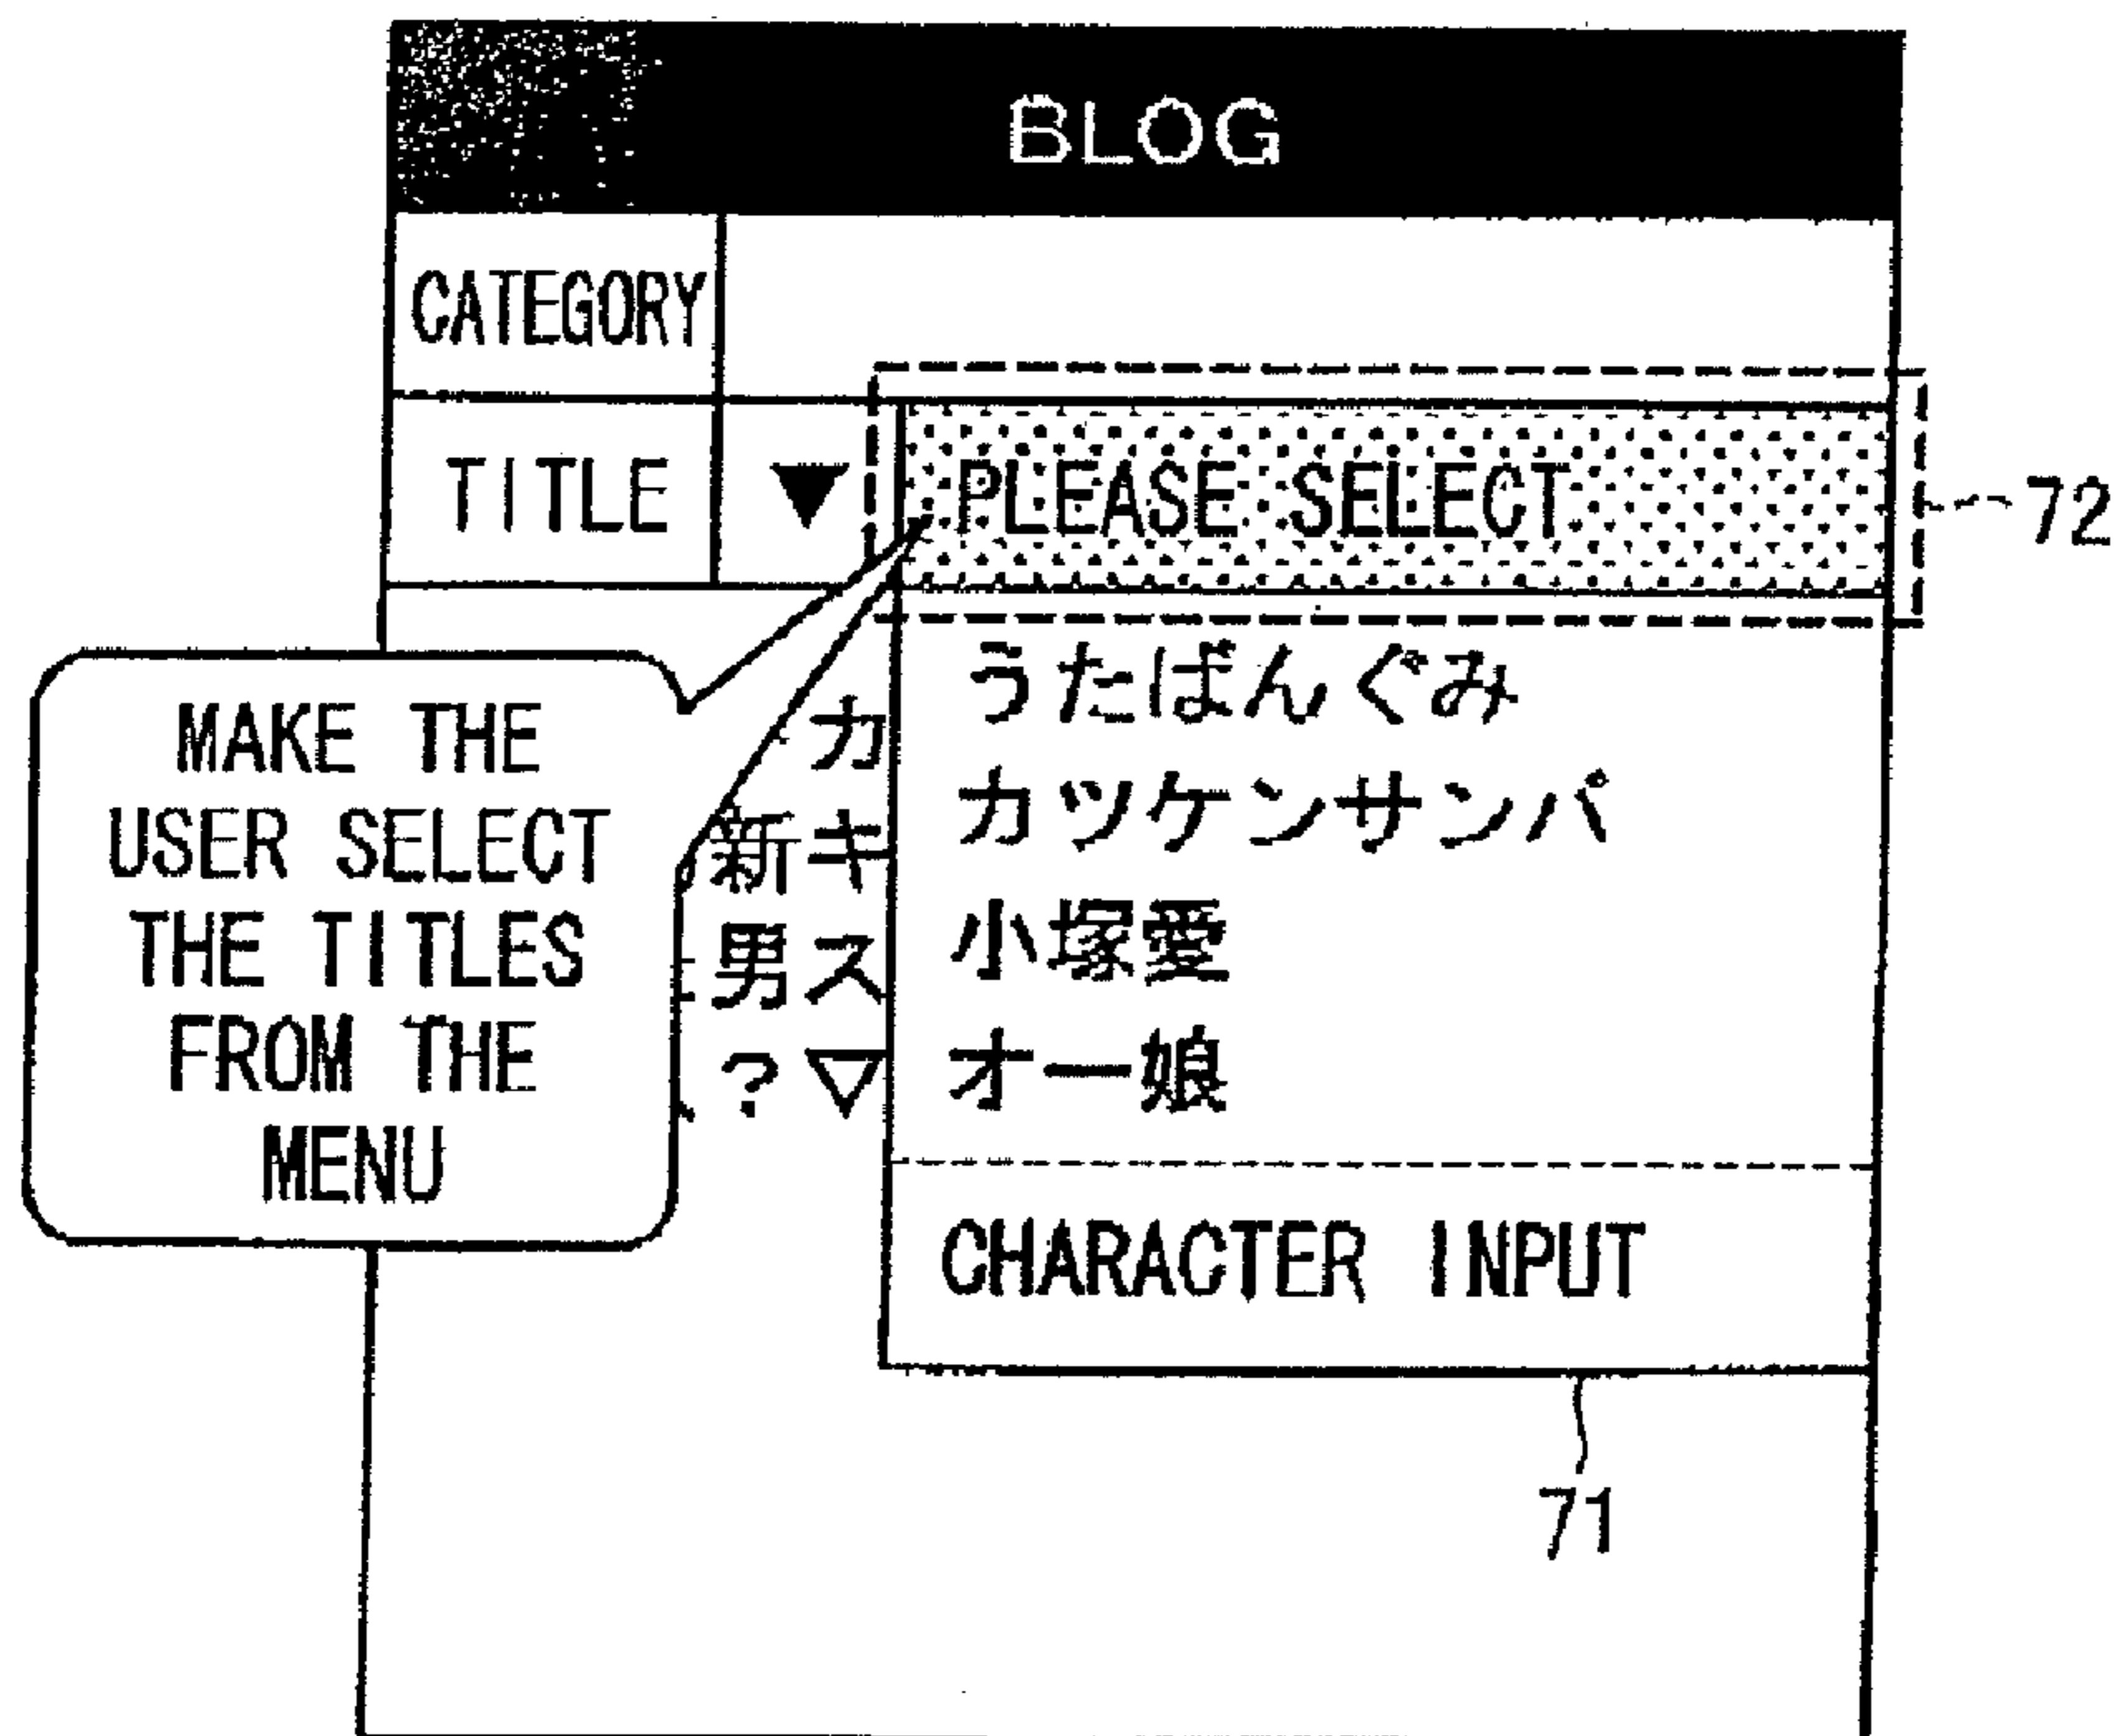 BLOG
CATEGORY
TITLE ▼ PLEASE SELECT
72
MAKE THE
USER SELECT
THE TITLES
FROM THE
MENU
カ
新キ
男ス
?▽
うたばんぐみ
カツケンサンバ
小塚愛
オー娘
CHARACTER INPUT
71